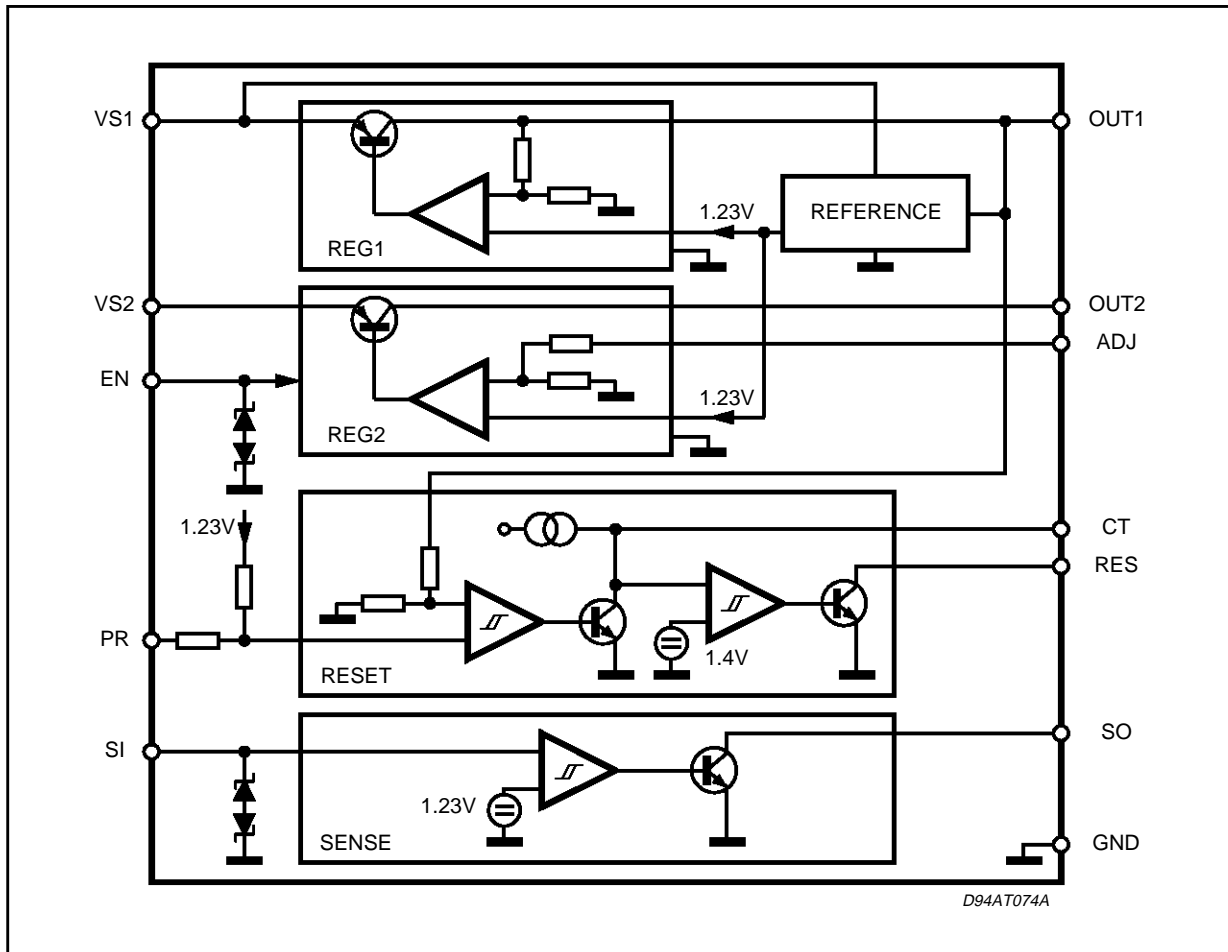 VS1
OUT1
REFERENCE
1.23V
REG1
VS2
OUT2
ADJ
EN
1.23V
REG2
1.23V
CT
RES
PR
1.4V
RESET
SI
SO
1.23V
SENSE
GND
D94AT074A